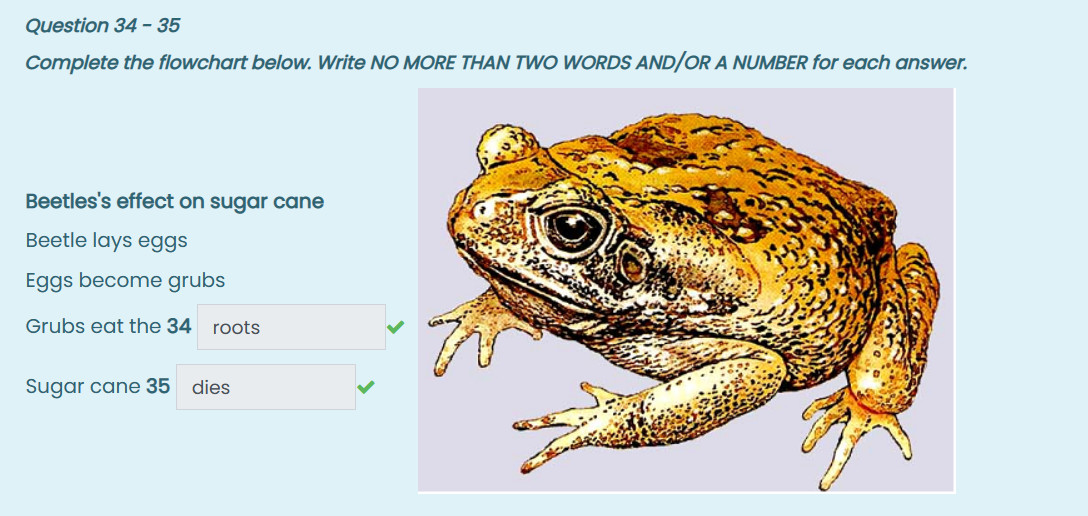 Question 34 - 35
Complete the flowchart below. Write NO MORE THAN TWO WORDS AND/OR A NUMBER for each answer.
Beetles's effect on sugar cane
Beetle lays eggs
Eggs become grubs
Grubs eat the 34 roots
Sugar cane 35 dies